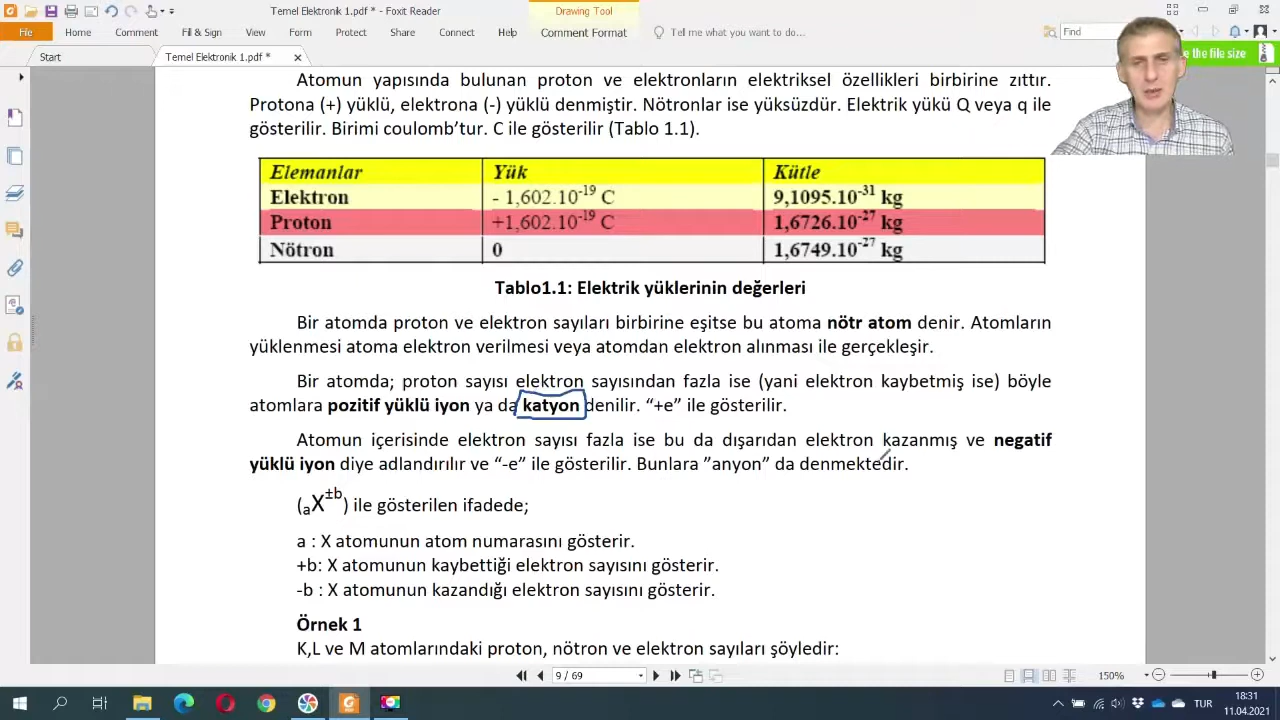 Temel Elektronik 1.pdf * - Foxit Reader
Drawing Tool
File Home Comment Fill & Sign View Form Protect Share Connect Help Comment Format Tell me what you want to do... Find
Start Temel Elektronik 1.pdf * e the file size
Atomun yapısında bulunan proton ve elektronların elektriksel özellikleri birbirine zıttır.
Protona (+) yüklü, elektrona (-) yüklü denmiştir. Nötronlar ise yüksüzdür. Elektrik yükü Q veya q ile
gösterilir. Birimi coulomb’tur. C ile gösterilir (Tablo 1.1).
Elemanlar Yük Kütle
Elektron - 1,602.10⁻¹⁹ C 9,1095.10⁻³¹ kg
Proton +1,602.10⁻¹⁹ C 1,6726.10⁻²⁷ kg
Nötron 0 1,6749.10⁻²⁷ kg
Tablo1.1: Elektrik yüklerinin değerleri
Bir atomda proton ve elektron sayıları birbirine eşitse bu atoma nötr atom denir. Atomların
yüklenmesi atoma elektron verilmesi veya atomdan elektron alınması ile gerçekleşir.
Bir atomda; proton sayısı elektron sayısından fazla ise (yani elektron kaybetmiş ise) böyle
atomlara pozitif yüklü iyon ya da katyon denilir. “+e” ile gösterilir.
Atomun içerisinde elektron sayısı fazla ise bu da dışarıdan elektron kazanmış ve negatif
yüklü iyon diye adlandırılır ve “-e” ile gösterilir. Bunlara ”anyon” da denmektedir.
(ₐX^±b) ile gösterilen ifadede;
a : X atomunun atom numarasını gösterir.
+b: X atomunun kaybettiği elektron sayısını gösterir.
-b : X atomunun kazandığı elektron sayısını gösterir.
Örnek 1
K,L ve M atomlarındaki proton, nötron ve elektron sayıları şöyledir:
9 / 69 150%
TUR
18:31
11.04.2021